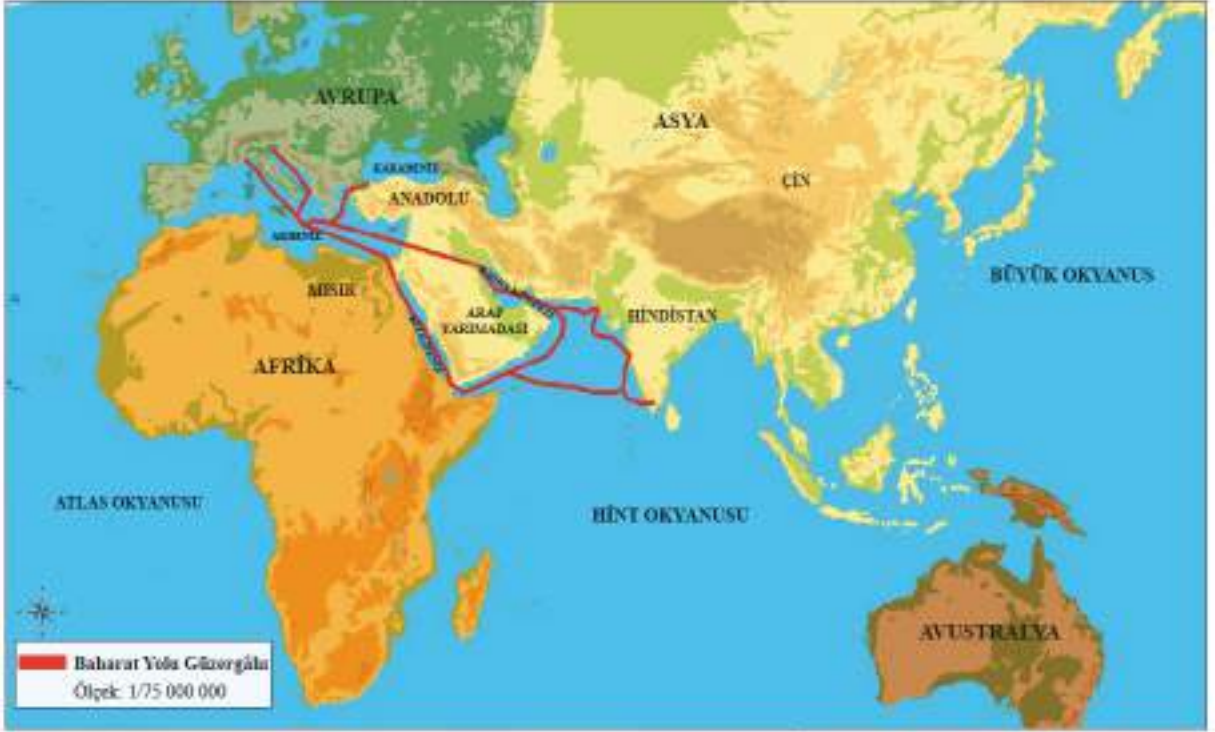 AVRUPA
ASYA
KARADENİZ
ÇİN
ANADOLU
AKDENİZ
BÜYÜK OKYANUS
MISIR
HİNDİSTAN
ARAP
YARIMADASI
AFRİKA
ATLAS OKYANUSU
HİNT OKYANUSU
AVUSTRALYA
Baharat Yolu Güzergâhı
Ölçek: 1/75 000 000